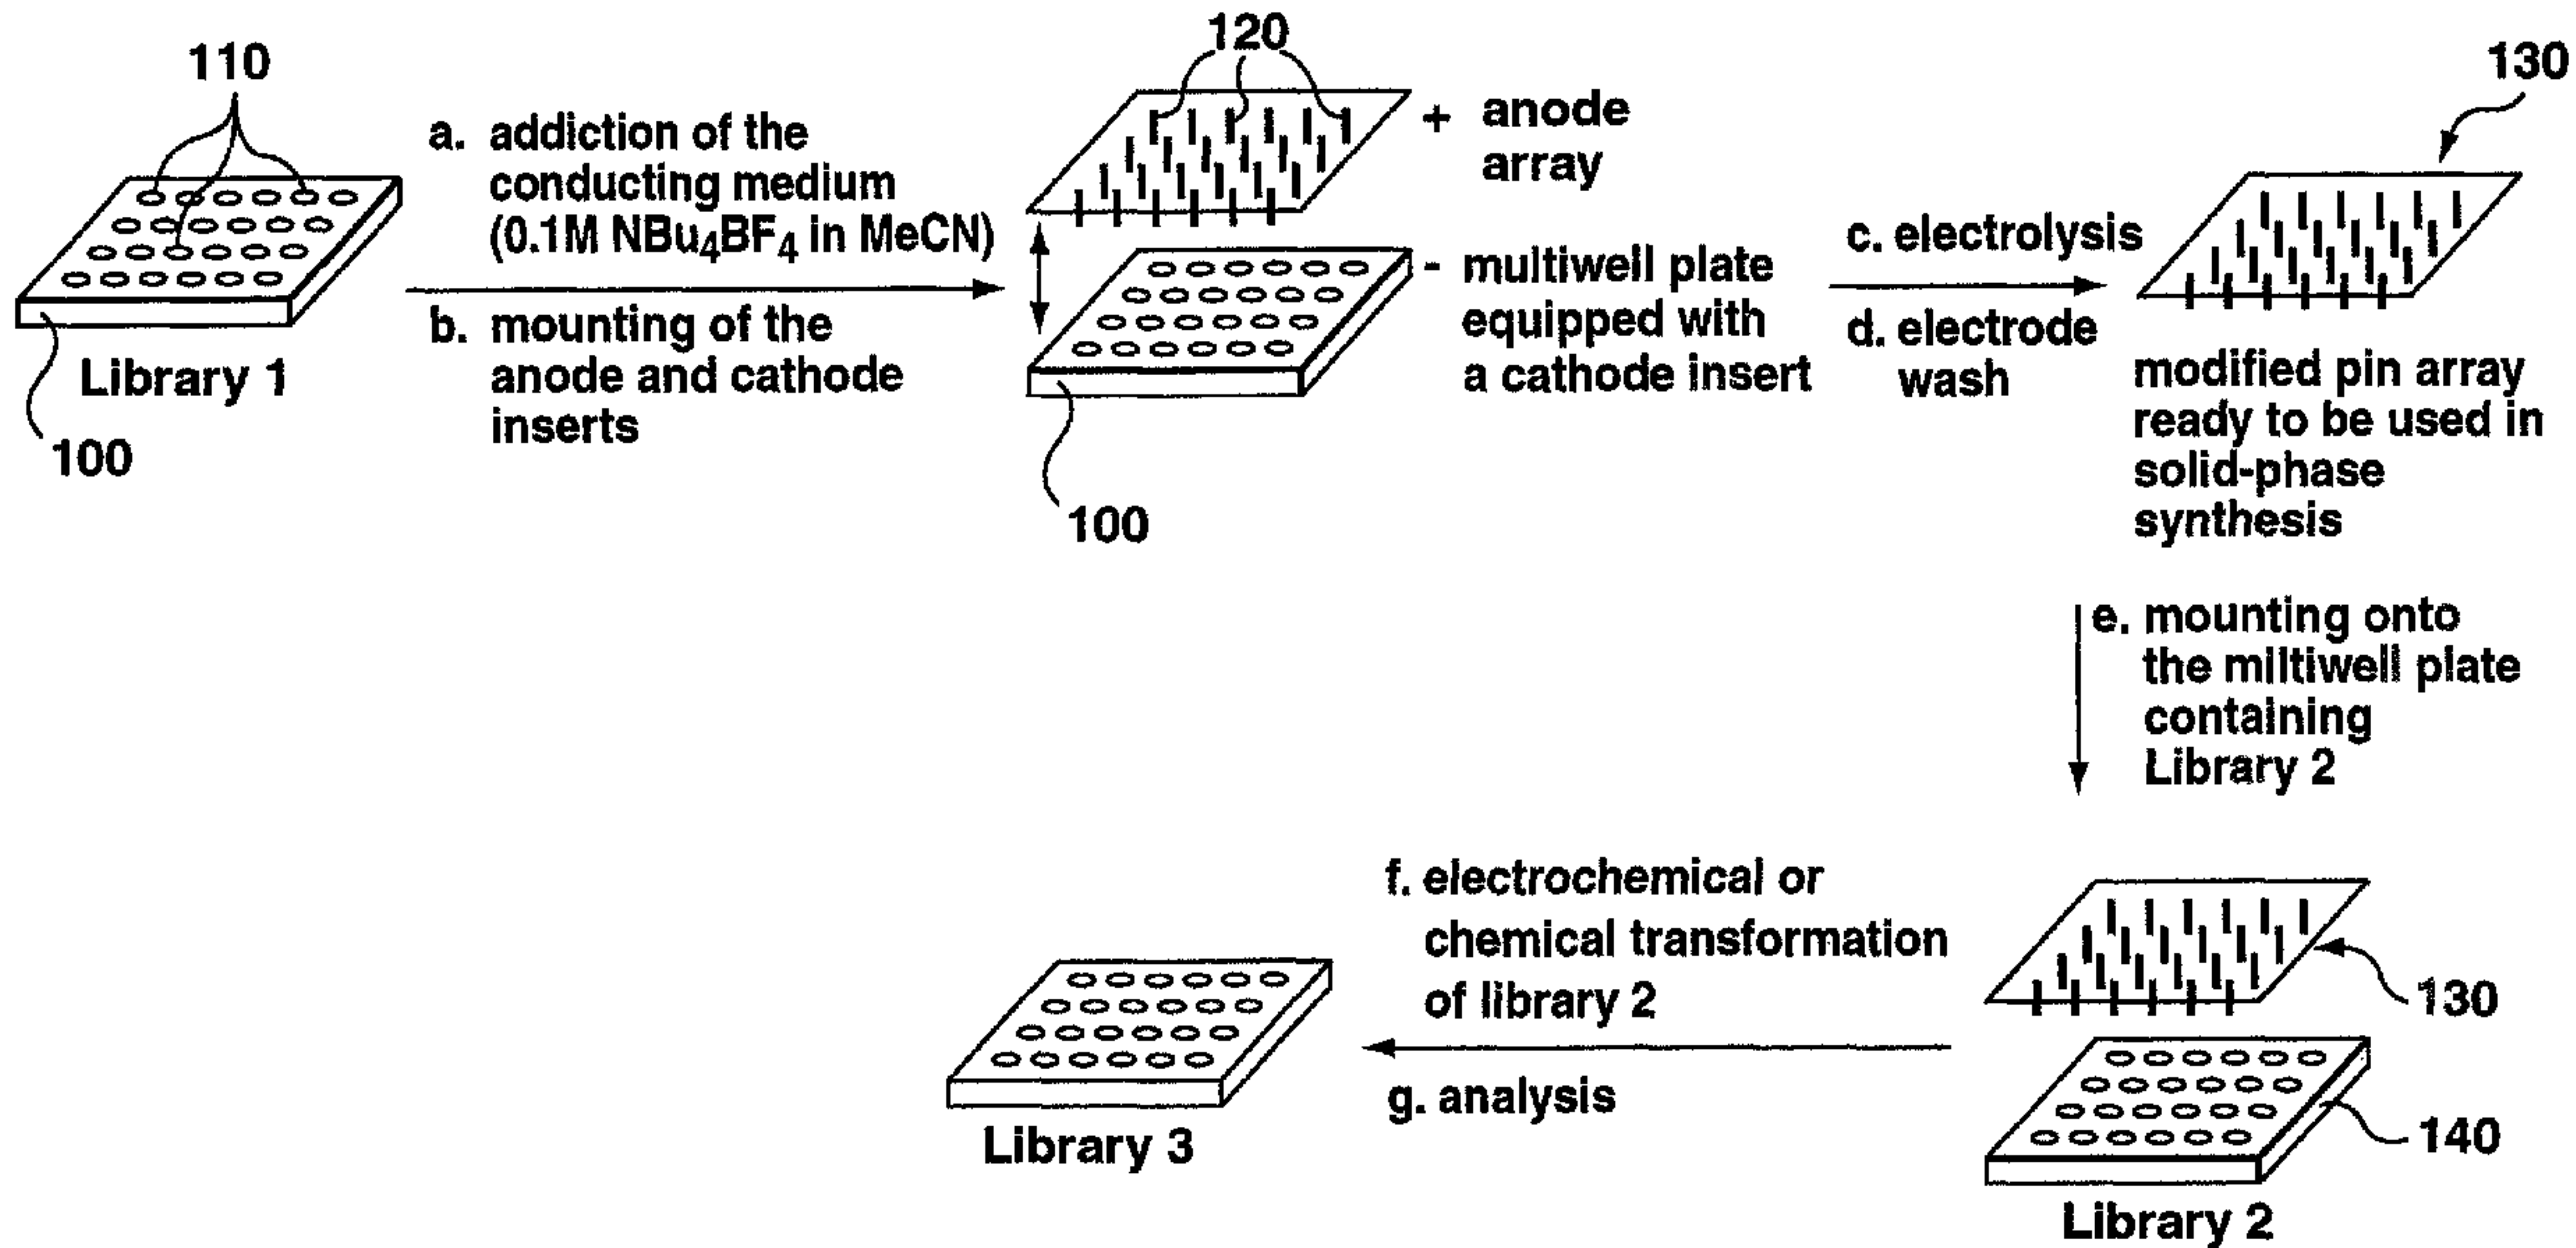 110
a. addiction of the
conducting medium
(0.1M NBu4BF4 in MeCN)
b. mounting of the
anode and cathode
inserts
Library 1
100
120
+ anode
array
- multiwell plate
equipped with
a cathode insert
100
c. electrolysis
d. electrode
wash
130
modified pin array
ready to be used in
solid-phase
synthesis
e. mounting onto
the miltiwell plate
containing
Library 2
130
140
Library 2
f. electrochemical or
chemical transformation
of library 2
g. analysis
Library 3